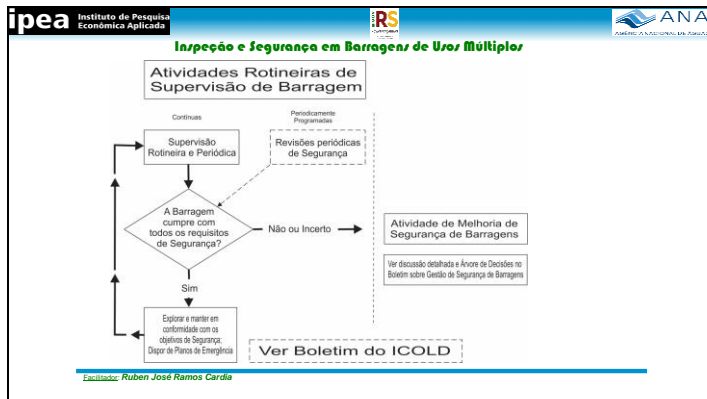 ipea Instituto de Pesquisa
Econômica Aplicada
RS
ANA
AGÊNCIA NACIONAL DE ÁGUAS
Inspeção e Segurança em Barragens de Usos Múltiplos
Atividades Rotineiras de
Supervisão de Barragem
Contínuas
Periodicamente
Programadas
Supervisão
Rotineira e Periódica
Revisões periódicas
de Segurança
A Barragem
cumpre com
todos os requisitos
de Segurança?
Não ou Incerto
Atividade de Melhoria de
Segurança de Barragens
Ver discussão detalhada e Árvore de Decisões no
Boletim sobre Gestão de Segurança de Barragens
Sim
Explorar e manter em
conformidade com os
objetivos de Segurança;
Dispor de Planos de Emergência
Ver Boletim do ICOLD
Facilitador: Ruben José Ramos Cardia